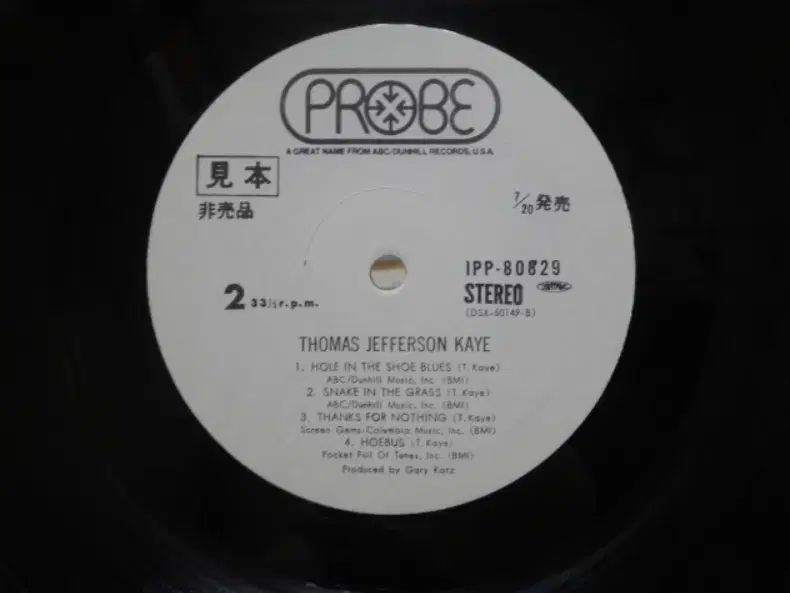 PROBE
A GREAT NAME FROM ABC/DUNHILL RECORDS, U.S.A.
見本
非売品
7/20 発売
IPP-80829
2 33⅓ r.p.m.
STEREO
(DSX-50149-B)
THOMAS JEFFERSON KAYE
1. HOLE IN THE SHOE BLUES (T. Kaye)
ABC/Dunhill Music, Inc. (BMI)
2. SNAKE IN THE GRASS (T. Kaye)
ABC/Dunhill Music, Inc. (BMI)
3. THANKS FOR NOTHING (T. Kaye)
Screen Gems/Columbia Music, Inc. (BMI)
4. HOEBUS (T. Kaye)
Pocket Full Of Tunes, Inc. (BMI)
Produced by Gary Katz